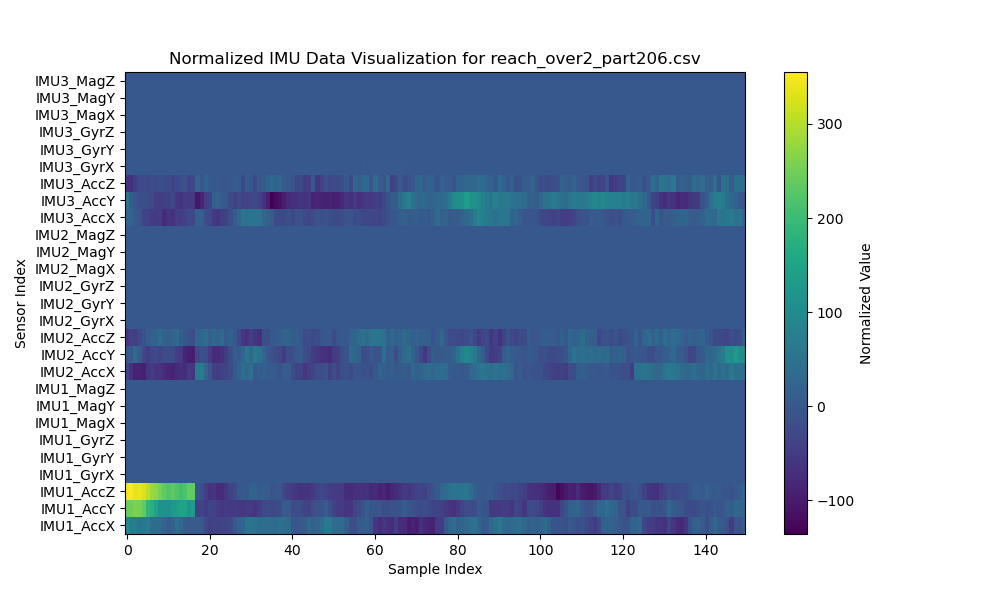 Normalized IMU Data Visualization for reach_over2_part206.csv
IMU3_MagZ
IMU3_MagY
IMU3_MagX
IMU3_GyrZ
IMU3_GyrY
IMU3_GyrX
IMU3_AccZ
IMU3_AccY
IMU3_AccX
IMU2_MagZ
IMU2_MagY
IMU2_MagX
IMU2_GyrZ
IMU2_GyrY
IMU2_GyrX
IMU2_AccZ
IMU2_AccY
IMU2_AccX
IMU1_MagZ
IMU1_MagY
IMU1_MagX
IMU1_GyrZ
IMU1_GyrY
IMU1_GyrX
IMU1_AccZ
IMU1_AccY
IMU1_AccX
Sensor Index
0 20 40 60 80 100 120 140
Sample Index
300
200
100
0
−100
Normalized Value